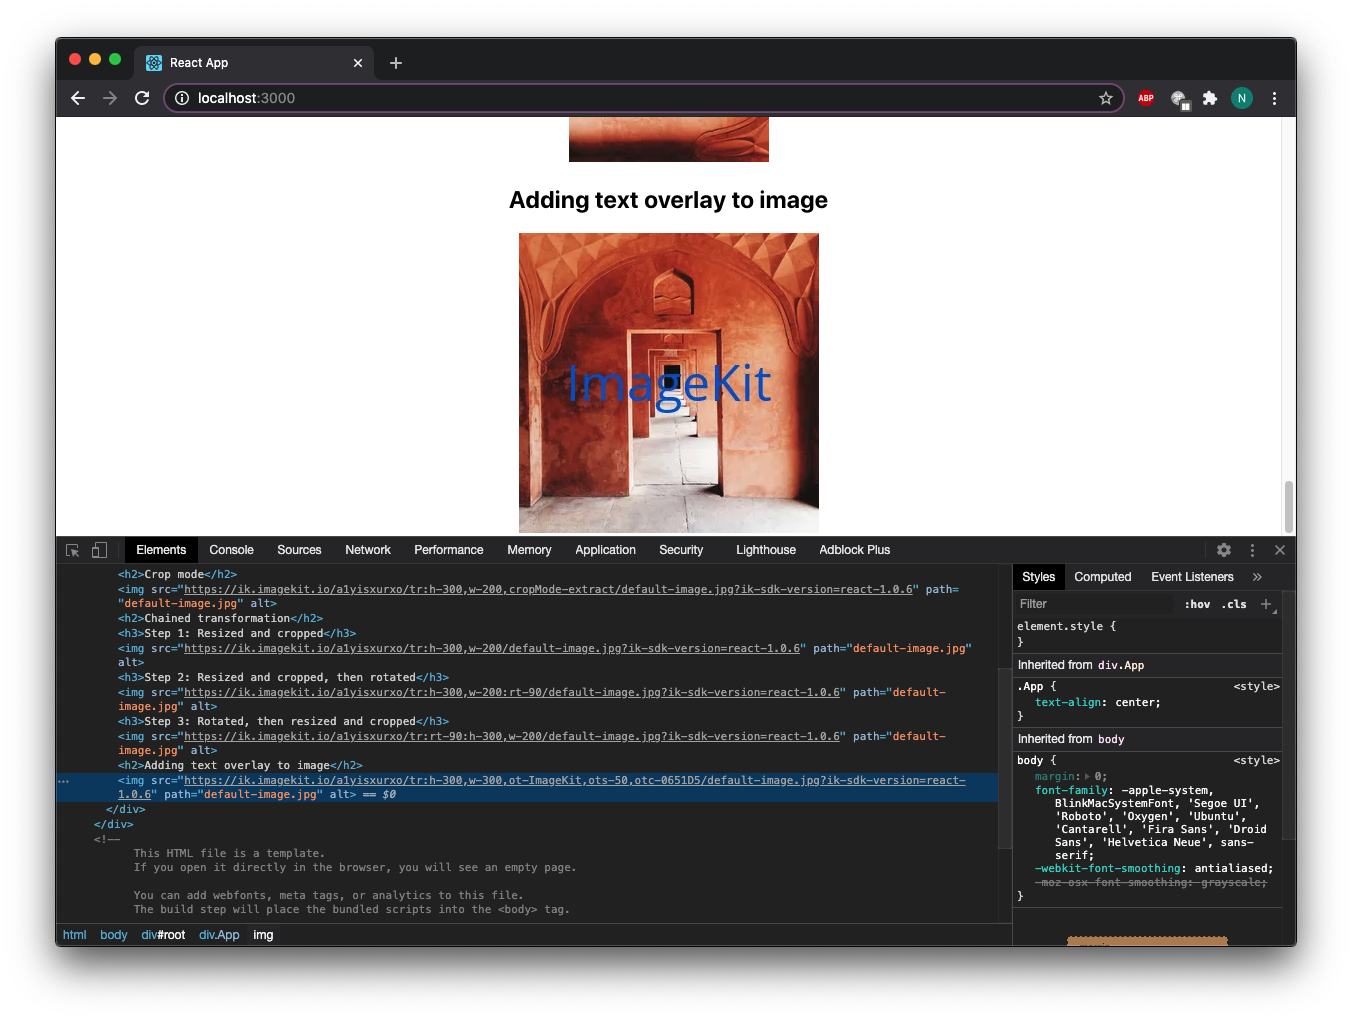 React App
localhost:3000
ABP
N
Adding text overlay to image
ImageKit
Elements Console Sources Network Performance Memory Application Security Lighthouse Adblock Plus
<h2>Crop mode</h2>
<img src="https://ik.imagekit.io/a1yisxurxo/tr:h-300,w-200,cropMode-extract/default-image.jpg?ik-sdk-version=react-1.0.6" path=
"default-image.jpg" alt>
<h2>Chained transformation</h2>
<h3>Step 1: Resized and cropped</h3>
<img src="https://ik.imagekit.io/a1yisxurxo/tr:h-300,w-200/default-image.jpg?ik-sdk-version=react-1.0.6" path="default-image.jpg"
alt>
<h3>Step 2: Resized and cropped, then rotated</h3>
<img src="https://ik.imagekit.io/a1yisxurxo/tr:h-300,w-200:rt-90/default-image.jpg?ik-sdk-version=react-1.0.6" path="default-
image.jpg" alt>
<h3>Step 3: Rotated, then resized and cropped</h3>
<img src="https://ik.imagekit.io/a1yisxurxo/tr:rt-90:h-300,w-200/default-image.jpg?ik-sdk-version=react-1.0.6" path="default-
image.jpg" alt>
<h2>Adding text overlay to image</h2>
<img src="https://ik.imagekit.io/a1yisxurxo/tr:h-300,w-300,ot-ImageKit,ots-50,otc-0651D5/default-image.jpg?ik-sdk-version=react-
1.0.6" path="default-image.jpg" alt> == $0
</div>
</div>
<!--
This HTML file is a template.
If you open it directly in the browser, you will see an empty page.
You can add webfonts, meta tags, or analytics to this file.
The build step will place the bundled scripts into the <body> tag.
html body div#root div.App img
Styles Computed Event Listeners »
Filter :hov .cls +
element.style {
}
Inherited from div.App
.App { <style>
text-align: center;
}
Inherited from body
body { <style>
margin: 0;
font-family: -apple-system,
BlinkMacSystemFont, 'Segoe UI',
'Roboto', 'Oxygen', 'Ubuntu',
'Cantarell', 'Fira Sans', 'Droid
Sans', 'Helvetica Neue', sans-
serif;
-webkit-font-smoothing: antialiased;
-moz-osx-font-smoothing: grayscale;
}